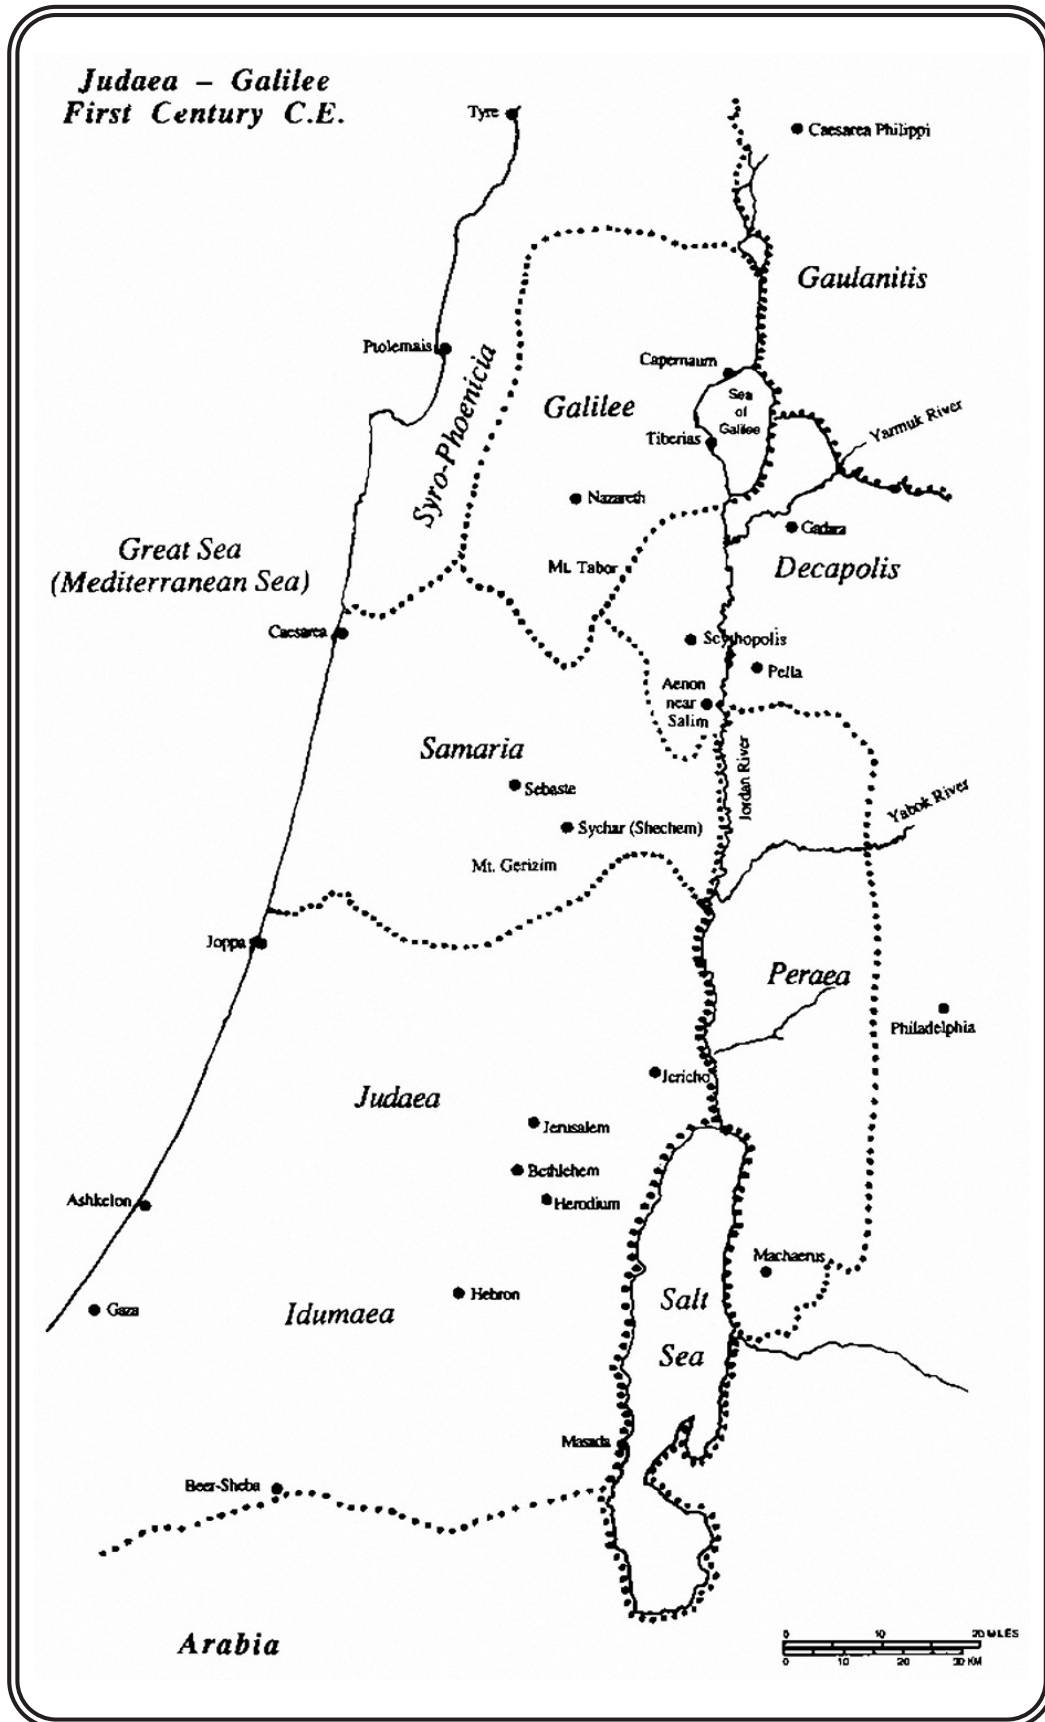 Judaea – Galilee
First Century C.E.
Tyre
Caesarea Philippi
Gaulanitis
Ptolemais
Syro-Phoenicia
Capernaum
Galilee
Sea
of
Galilee
Yarmuk River
Tiberias
Nazareth
Gadara
Great Sea
(Mediterranean Sea)
Mt. Tabor
Decapolis
Caesarea
Scythopolis
Pella
Aenon
near
Salim
Samaria
Jordan River
Sebaste
Yabok River
Sychar (Shechem)
Mt. Gerizim
Joppa
Peraea
Philadelphia
Jericho
Judaea
Jerusalem
Bethlehem
Ashkelon
Herodium
Machaerus
Hebron
Salt
Sea
Gaza
Idumaea
Masada
Beer-Sheba
Arabia
0 10 20 MILES
0 10 20 30 KM